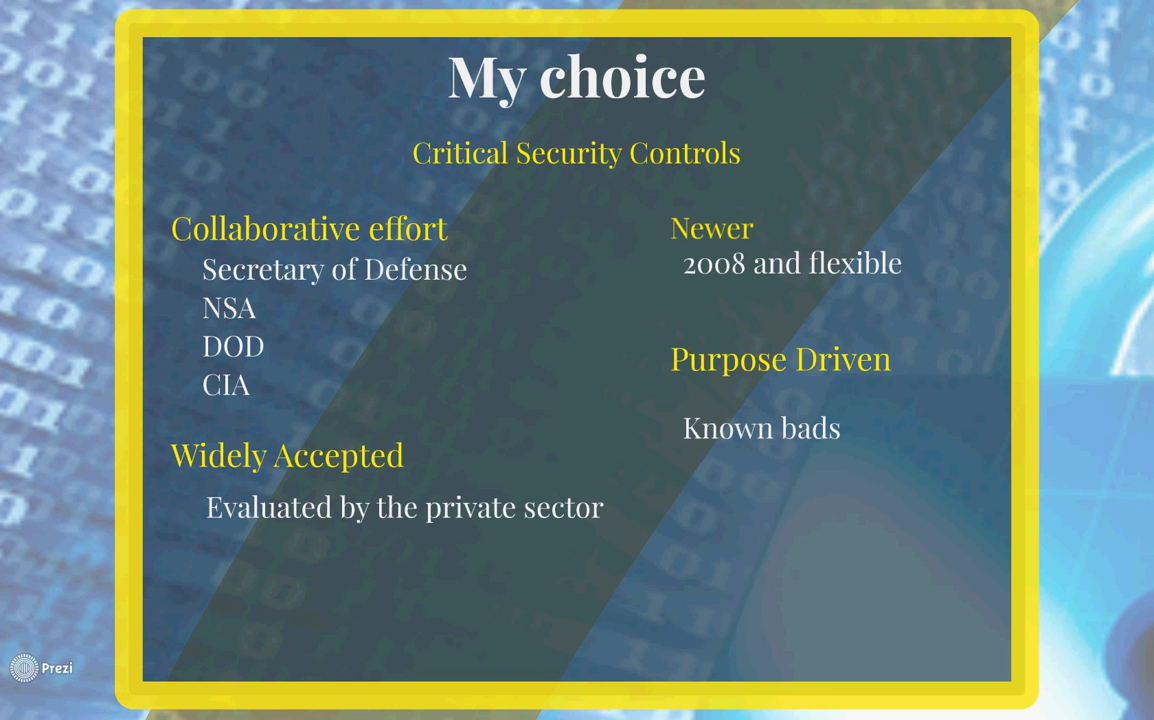 My choice
Critical Security Controls
Collaborative effort
Secretary of Defense
NSA
DOD
CIA
Widely Accepted
Evaluated by the private sector
Newer
2008 and flexible
Purpose Driven
Known bads
Prezi